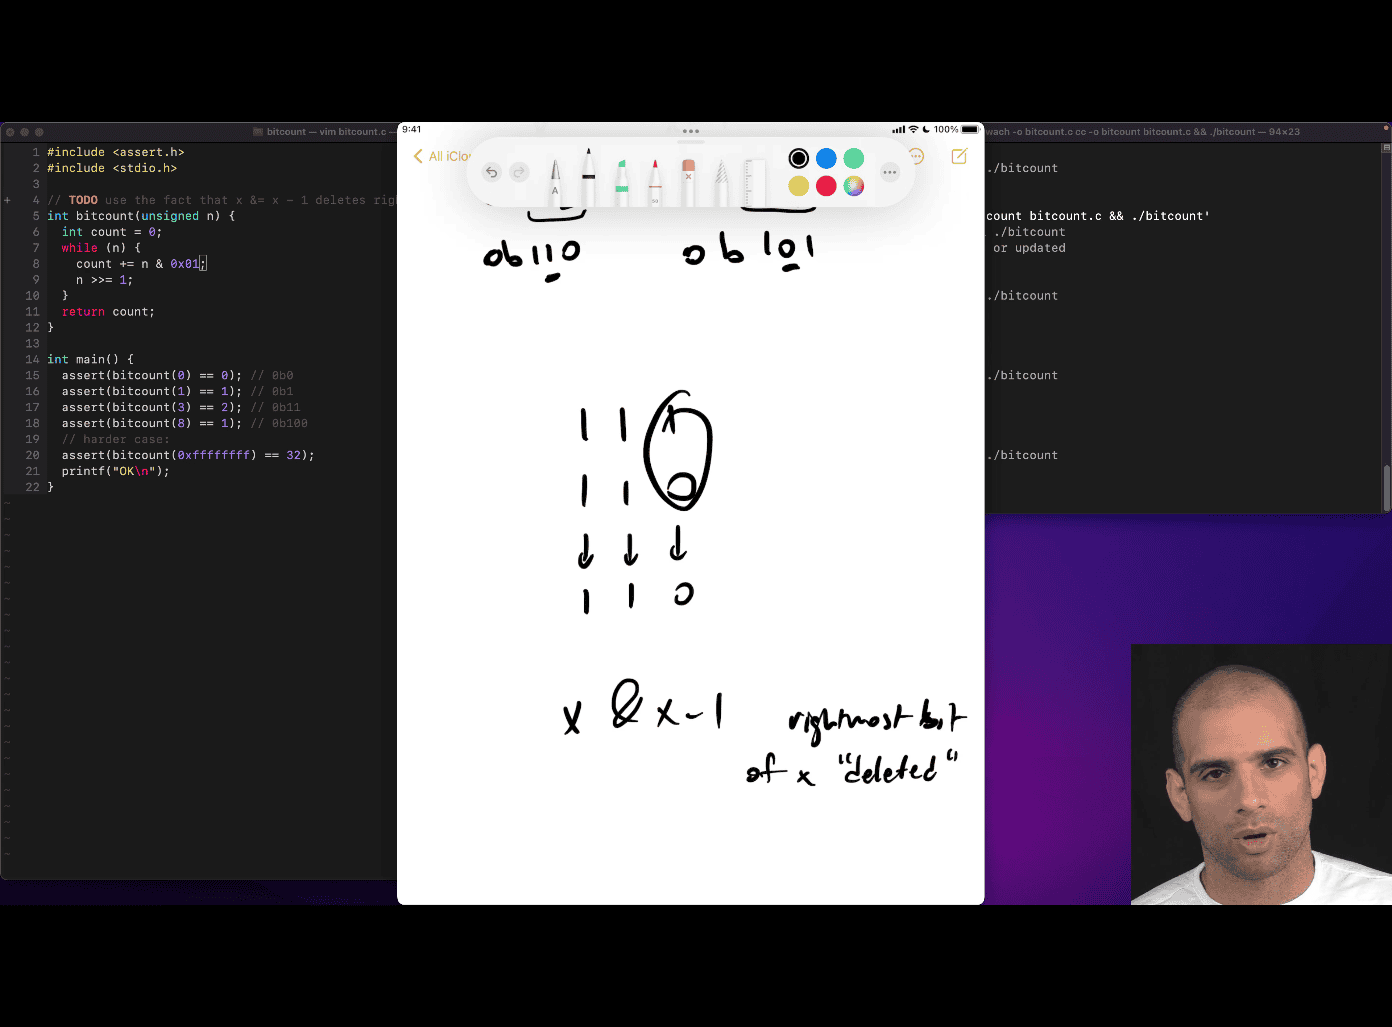 bitcount — vim bitcount.c —
1 #include <assert.h>
2 #include <stdio.h>
3
+ 4 // TODO use the fact that x &= x - 1 deletes rig
5 int bitcount(unsigned n) {
6 int count = 0;
7 while (n) {
8 count += n & 0x01;
9 n >>= 1;
10 }
11 return count;
12 }
13
14 int main() {
15 assert(bitcount(0) == 0); // 0b0
16 assert(bitcount(1) == 1); // 0b1
17 assert(bitcount(3) == 2); // 0b11
18 assert(bitcount(8) == 1); // 0b100
19 // harder case:
20 assert(bitcount(0xffffffff) == 32);
21 printf("OK\n");
22 }
9:41
100%
All iClo
A
0b110 0b101
1 1 1
1 1 0
↓ ↓ ↓
1 1 0
x & x-1 rightmost bit
of x "deleted"
wach -o bitcount.c cc -o bitcount bitcount.c && ./bitcount — 94×23
./bitcount
count bitcount.c && ./bitcount'
./bitcount
or updated
./bitcount
./bitcount
./bitcount